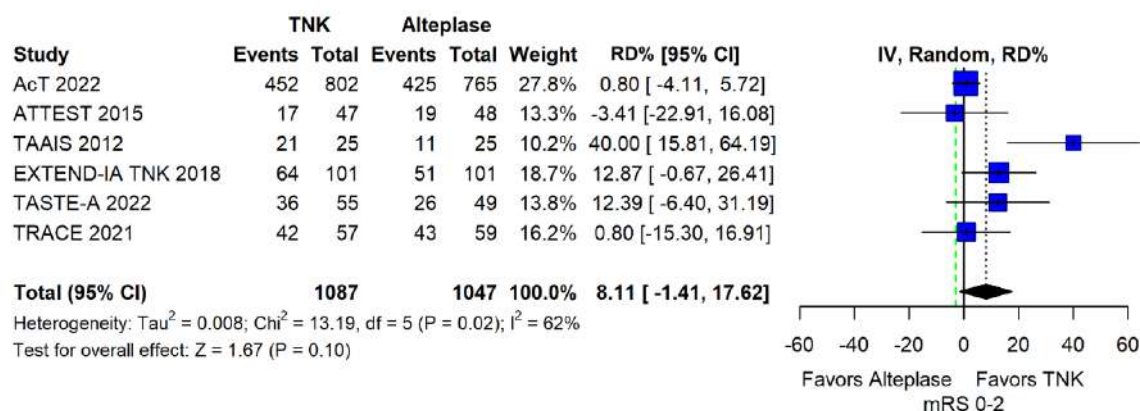 TNK Alteplase
Study Events Total Events Total Weight RD% [95% CI] IV, Random, RD%
AcT 2022 452 802 425 765 27.8% 0.80 [ -4.11, 5.72]
ATTEST 2015 17 47 19 48 13.3% -3.41 [-22.91, 16.08]
TAAIS 2012 21 25 11 25 10.2% 40.00 [ 15.81, 64.19]
EXTEND-IA TNK 2018 64 101 51 101 18.7% 12.87 [ -0.67, 26.41]
TASTE-A 2022 36 55 26 49 13.8% 12.39 [ -6.40, 31.19]
TRACE 2021 42 57 43 59 16.2% 0.80 [-15.30, 16.91]
Total (95% CI) 1087 1047 100.0% 8.11 [ -1.41, 17.62]
Heterogeneity: Tau² = 0.008; Chi² = 13.19, df = 5 (P = 0.02); I² = 62%
Test for overall effect: Z = 1.67 (P = 0.10)
-60 -40 -20 0 20 40 60
Favors Alteplase Favors TNK
mRS 0-2